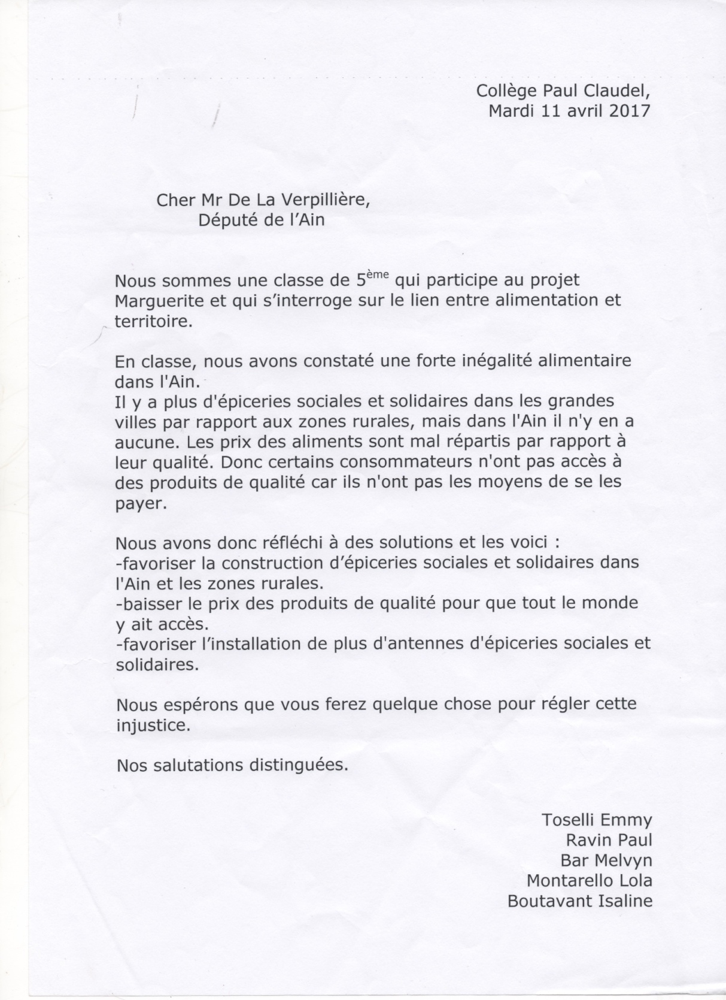 Collège Paul Claudel,
Mardi 11 avril 2017
Cher Mr De La Verpillière,
Député de l’Ain
Nous sommes une classe de 5ème qui participe au projet
Marguerite et qui s’interroge sur le lien entre alimentation et
territoire.
En classe, nous avons constaté une forte inégalité alimentaire
dans l'Ain.
Il y a plus d'épiceries sociales et solidaires dans les grandes
villes par rapport aux zones rurales, mais dans l'Ain il n'y en a
aucune. Les prix des aliments sont mal répartis par rapport à
leur qualité. Donc certains consommateurs n'ont pas accès à
des produits de qualité car ils n'ont pas les moyens de se les
payer.
Nous avons donc réfléchi à des solutions et les voici :
-favoriser la construction d’épiceries sociales et solidaires dans
l'Ain et les zones rurales.
-baisser le prix des produits de qualité pour que tout le monde
y ait accès.
-favoriser l’installation de plus d'antennes d'épiceries sociales et
solidaires.
Nous espérons que vous ferez quelque chose pour régler cette
injustice.
Nos salutations distinguées.
Toselli Emmy
Ravin Paul
Bar Melvyn
Montarello Lola
Boutavant Isaline